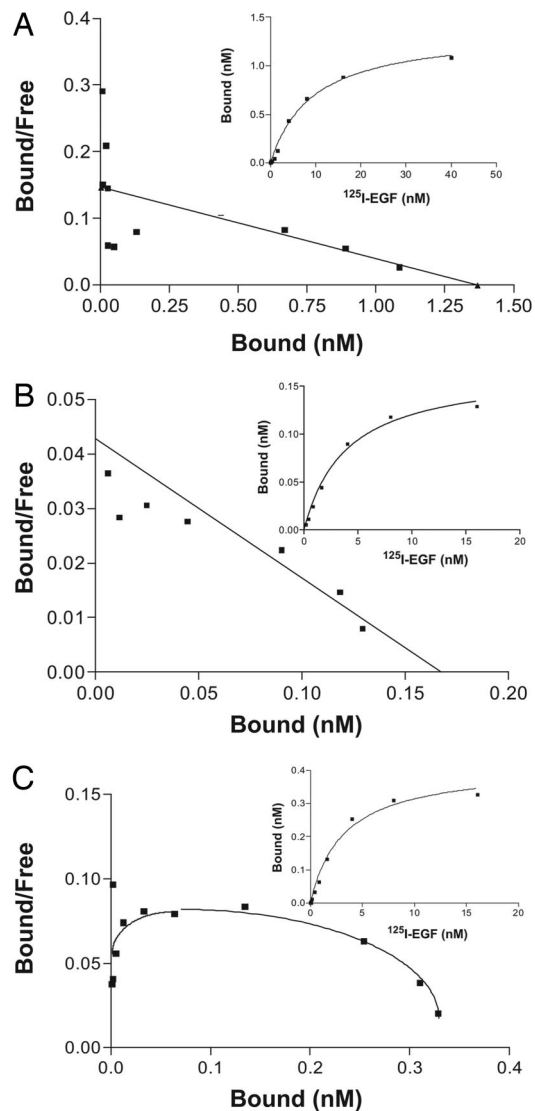 A
0.4
0.3
0.2
0.1
0.0
Bound/Free
0.00 0.25 0.50 0.75 1.00 1.25 1.50
Bound (nM)
1.5
1.0
0.5
0.0
Bound (nM)
0 10 20 30 40 50
125I-EGF (nM)
B
0.05
0.04
0.03
0.02
0.01
0.00
Bound/Free
0.00 0.05 0.10 0.15 0.20
Bound (nM)
0.15
0.10
0.05
0.00
Bound (nM)
0 5 10 15 20
125I-EGF (nM)
C
0.15
0.10
0.05
0.00
Bound/Free
0.0 0.1 0.2 0.3 0.4
Bound (nM)
0.4
0.3
0.2
0.1
0.0
Bound (nM)
0 5 10 15 20
125I-EGF (nM)